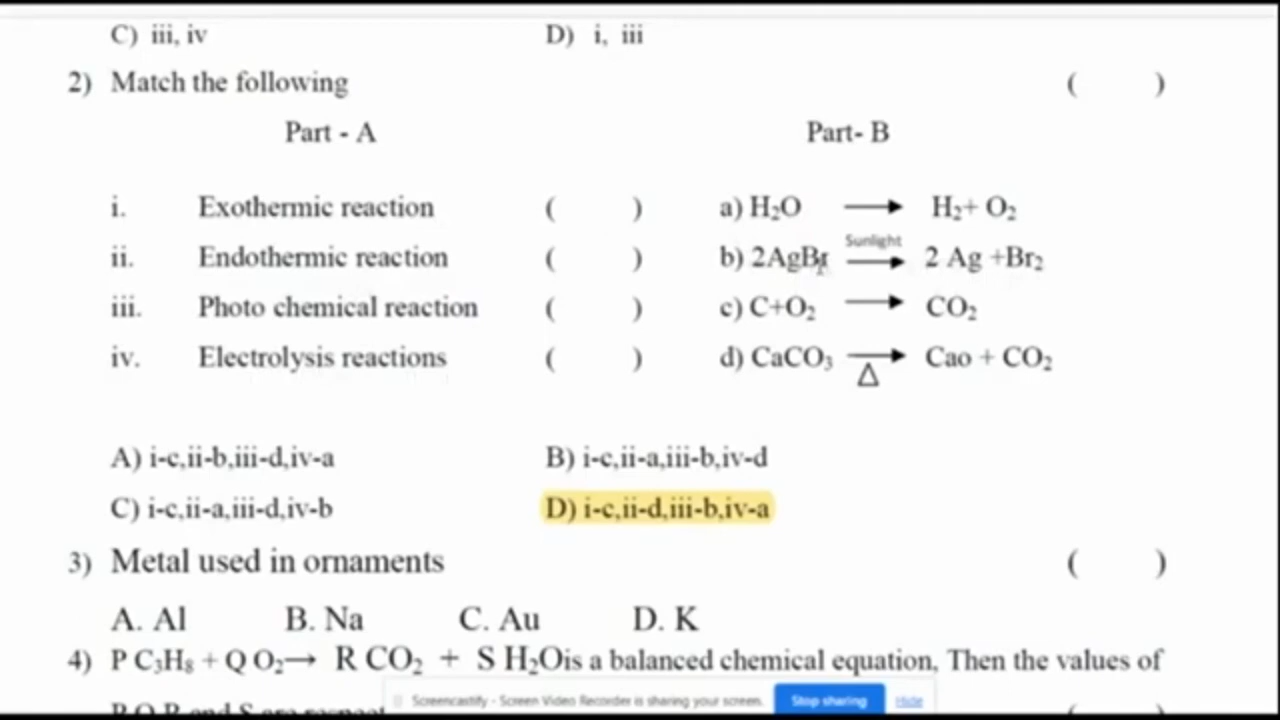 C) iii, iv D) i, iii
2) Match the following ( )
Part - A Part- B
i. Exothermic reaction ( ) a) H₂O → H₂+ O₂
Sunlight
ii. Endothermic reaction ( ) b) 2AgBr → 2 Ag +Br₂
iii. Photo chemical reaction ( ) c) C+O₂ → CO₂
iv. Electrolysis reactions ( ) d) CaCO₃ → Cao + CO₂
Δ
A) i-c,ii-b,iii-d,iv-a B) i-c,ii-a,iii-b,iv-d
C) i-c,ii-a,iii-d,iv-b D) i-c,ii-d,iii-b,iv-a
3) Metal used in ornaments ( )
A. Al B. Na C. Au D. K
4) P C₃H₈ + Q O₂→ R CO₂ + S H₂Ois a balanced chemical equation, Then the values of
Screencastify - Screen Video Recorder is sharing your screen. Stop sharing Hide